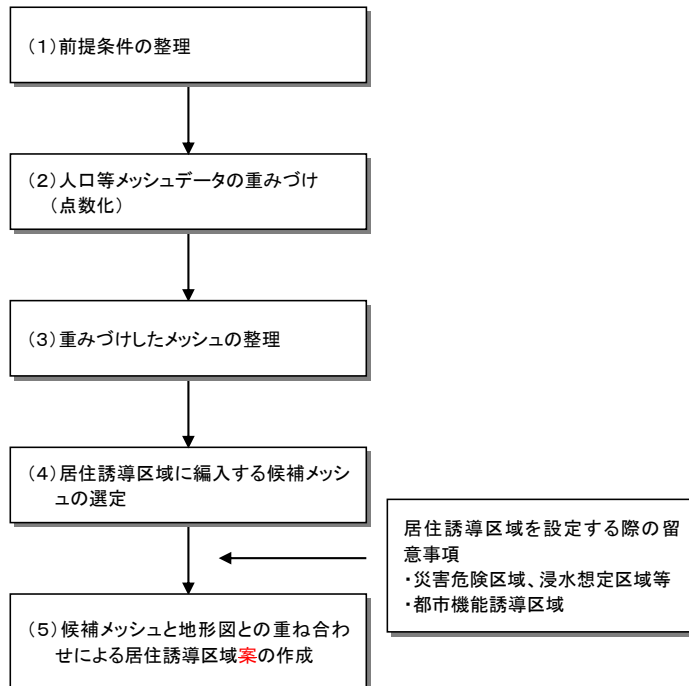 (1)前提条件の整理
(2)人口等メッシュデータの重みづけ
(点数化)
(3)重みづけしたメッシュの整理
(4)居住誘導区域に編入する候補メッシ
ュの選定
居住誘導区域を設定する際の留
意事項
・災害危険区域、浸水想定区域等
・都市機能誘導区域
(5)候補メッシュと地形図との重ね合わ
せによる居住誘導区域案の作成